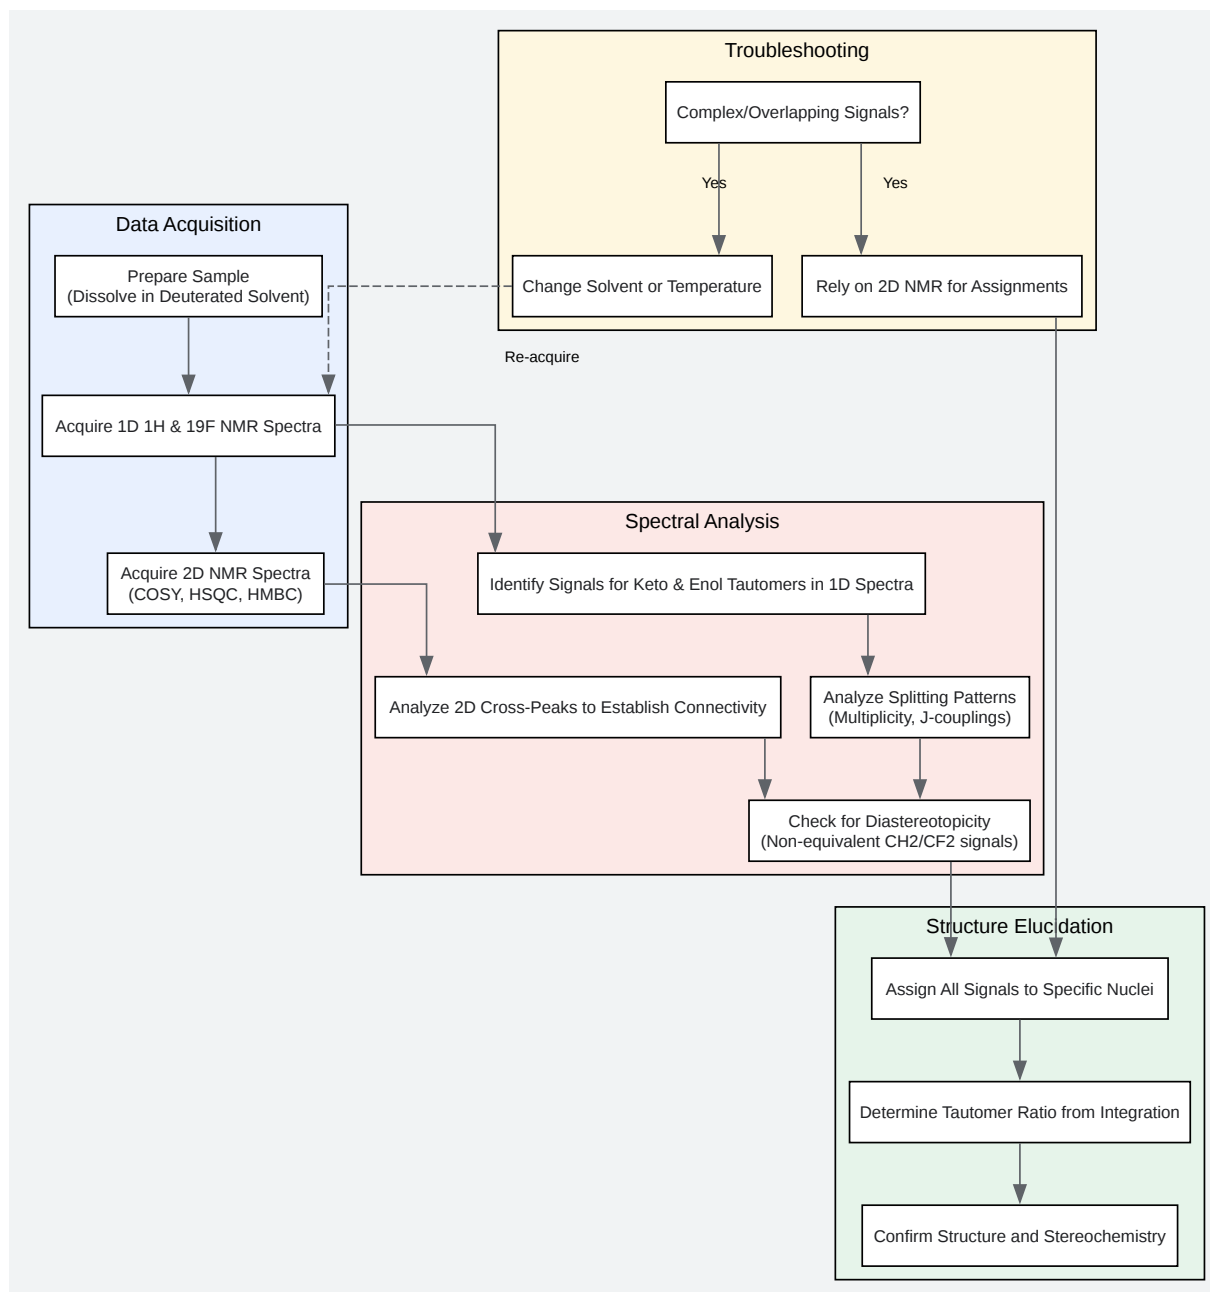 Troubleshooting
Complex/Overlapping Signals?
Yes
Yes
Change Solvent or Temperature
Rely on 2D NMR for Assignments
Re-acquire
Data Acquisition
Prepare Sample
(Dissolve in Deuterated Solvent)
Acquire 1D 1H & 19F NMR Spectra
Acquire 2D NMR Spectra
(COSY, HSQC, HMBC)
Spectral Analysis
Identify Signals for Keto & Enol Tautomers in 1D Spectra
Analyze 2D Cross-Peaks to Establish Connectivity
Analyze Splitting Patterns
(Multiplicity, J-couplings)
Check for Diastereotopicity
(Non-equivalent CH2/CF2 signals)
Structure Elucidation
Assign All Signals to Specific Nuclei
Determine Tautomer Ratio from Integration
Confirm Structure and Stereochemistry